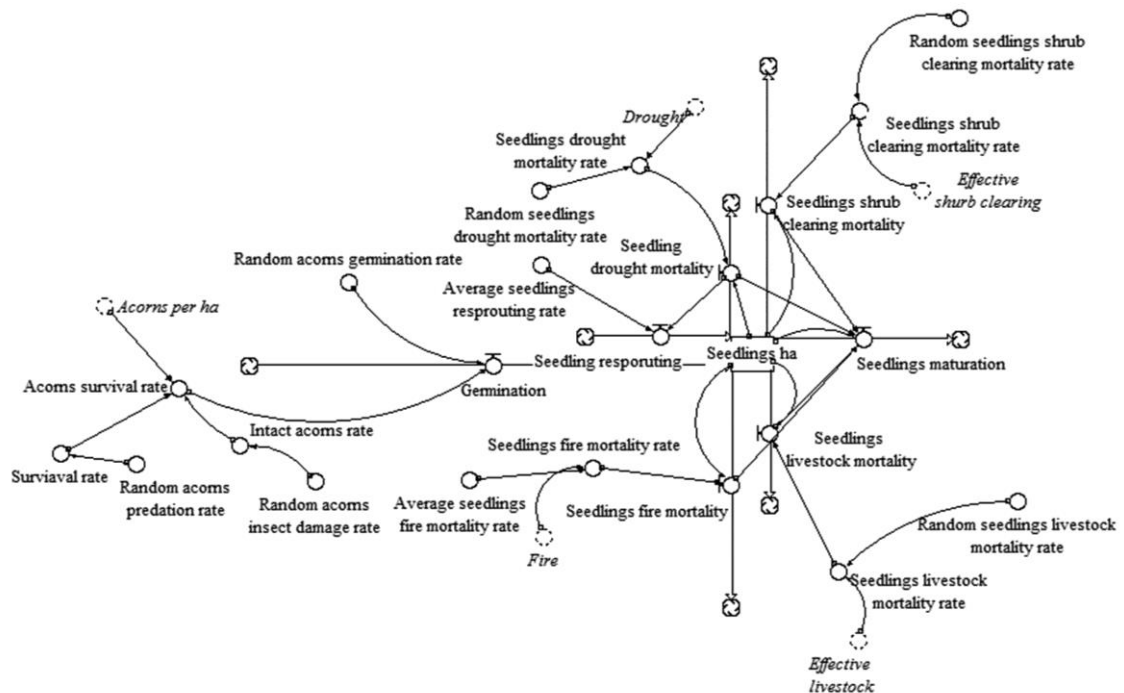 Random seedlings shrub
clearing mortality rate
Drought
Seedlings shrub
clearing mortality rate
Seedlings drought
mortality rate
Effective
shurb clearing
Random seedlings
drought mortality rate
Seedlings shrub
clearing mortality
Random acorns germination rate
Seedling
drought mortality
Average seedlings
resprouting rate
Acorns per ha
Seedling resporuting
Seedlings ha
Seedlings maturation
Acorns survival rate
Germination
Intact acorns rate
Seedlings fire mortality rate
Seedlings
livestock mortality
Surviaval rate
Random acorns
predation rate
Random acorns
insect damage rate
Average seedlings
fire mortality rate
Seedlings fire mortality
Random seedlings livestock
mortality rate
Fire
Seedlings livestock
mortality rate
Effective
livestock